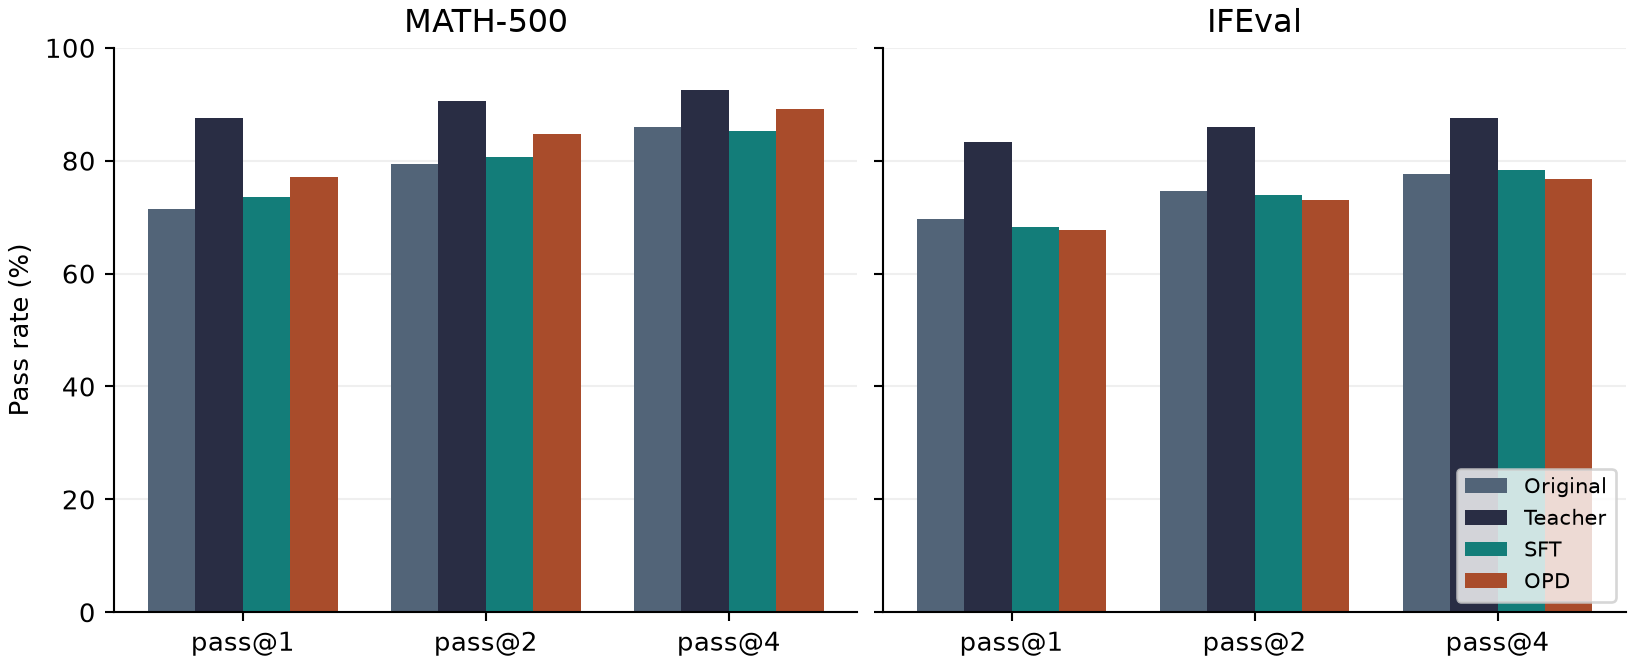 MATH-500
IFEval
Pass rate (%)
100
80
60
40
20
0
pass@1
pass@2
pass@4
pass@1
pass@2
pass@4
Original
Teacher
SFT
OPD